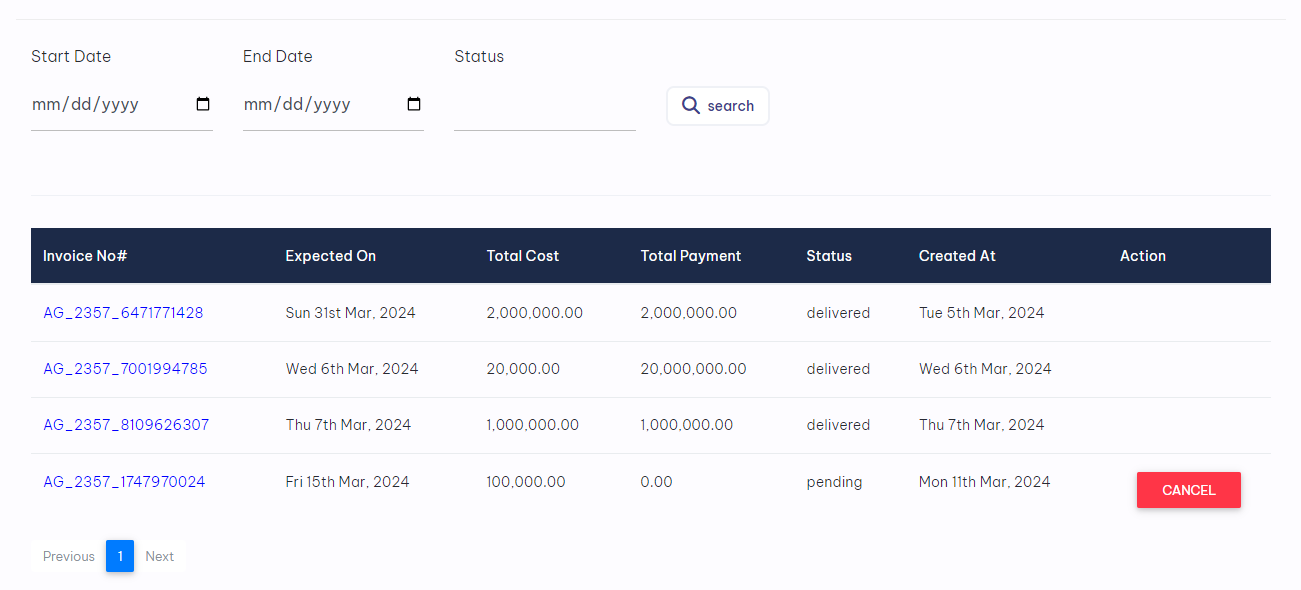 Start Date End Date Status
mm/dd/yyyy mm/dd/yyyy search
Invoice No# Expected On Total Cost Total Payment Status Created At Action
AG_2357_6471771428 Sun 31st Mar, 2024 2,000,000.00 2,000,000.00 delivered Tue 5th Mar, 2024
AG_2357_7001994785 Wed 6th Mar, 2024 20,000.00 20,000,000.00 delivered Wed 6th Mar, 2024
AG_2357_8109626307 Thu 7th Mar, 2024 1,000,000.00 1,000,000.00 delivered Thu 7th Mar, 2024
AG_2357_1747970024 Fri 15th Mar, 2024 100,000.00 0.00 pending Mon 11th Mar, 2024 CANCEL
Previous 1 Next